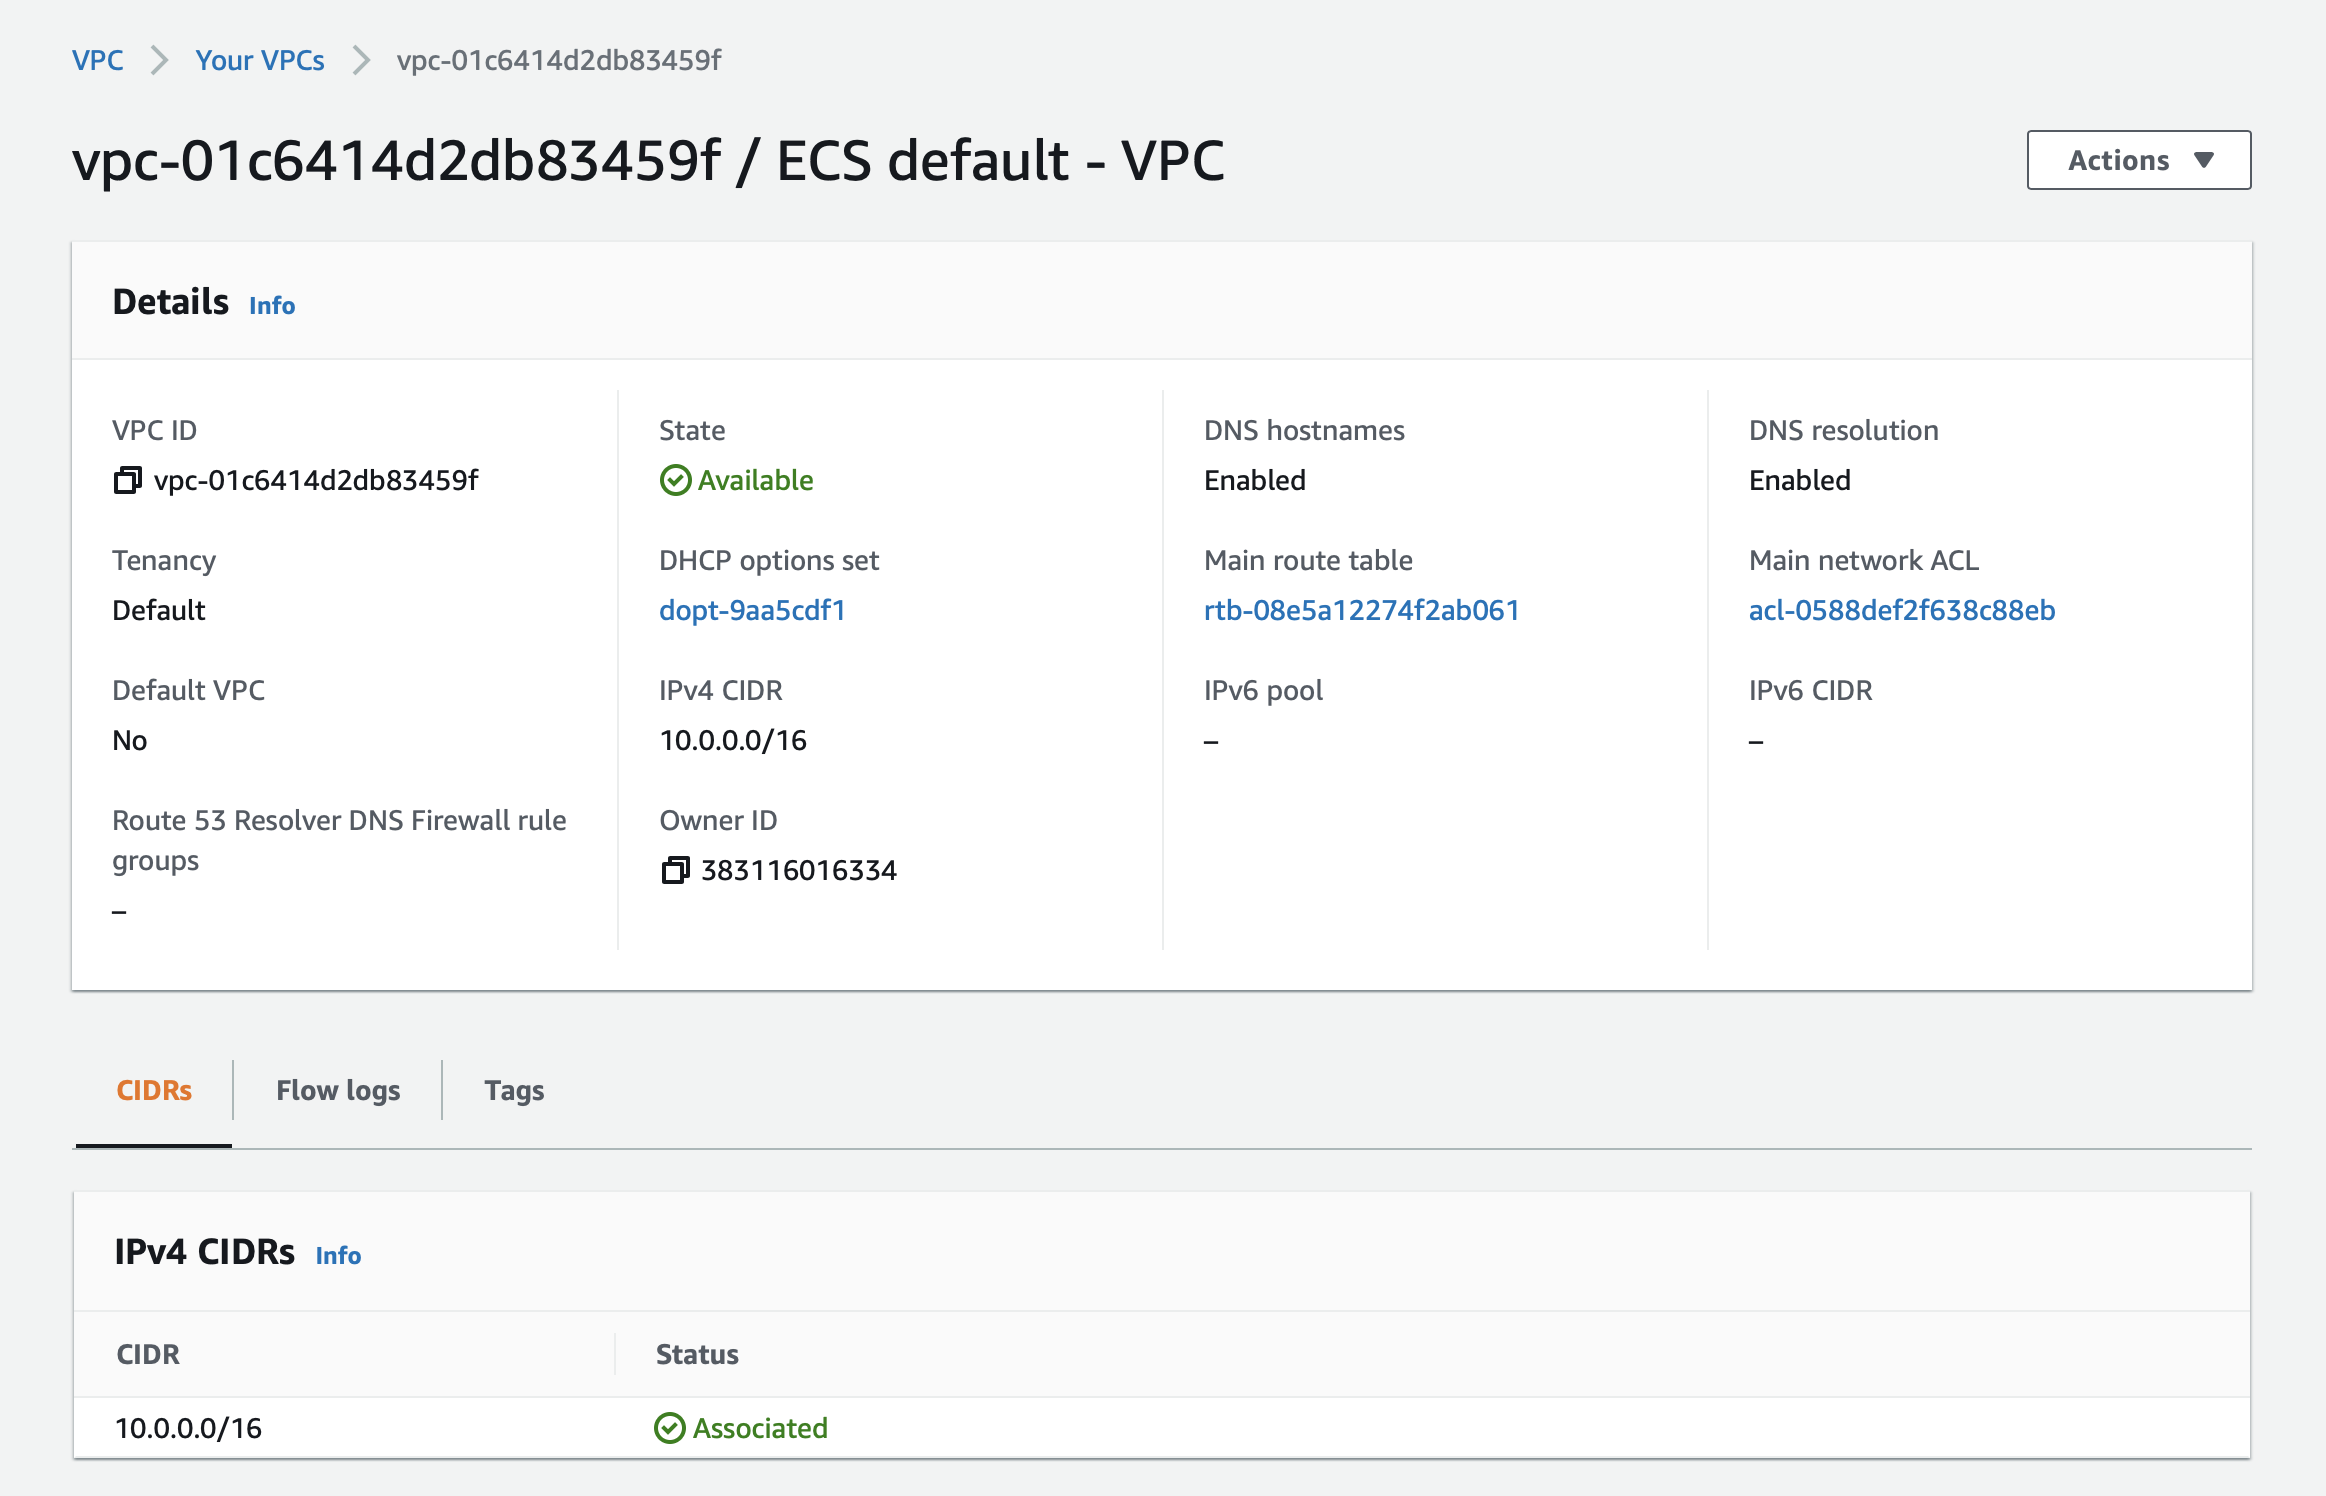 VPC > Your VPCs > vpc-01c6414d2db83459f
vpc-01c6414d2db83459f / ECS default - VPC
Actions
Details Info
VPC ID
vpc-01c6414d2db83459f
State
Available
DNS hostnames
Enabled
DNS resolution
Enabled
Tenancy
Default
DHCP options set
dopt-9aa5cdf1
Main route table
rtb-08e5a12274f2ab061
Main network ACL
acl-0588def2f638c88eb
Default VPC
No
IPv4 CIDR
10.0.0.0/16
IPv6 pool
–
IPv6 CIDR
–
Route 53 Resolver DNS Firewall rule
groups
–
Owner ID
383116016334
CIDRs
Flow logs
Tags
IPv4 CIDRs Info
CIDR Status
10.0.0.0/16 Associated